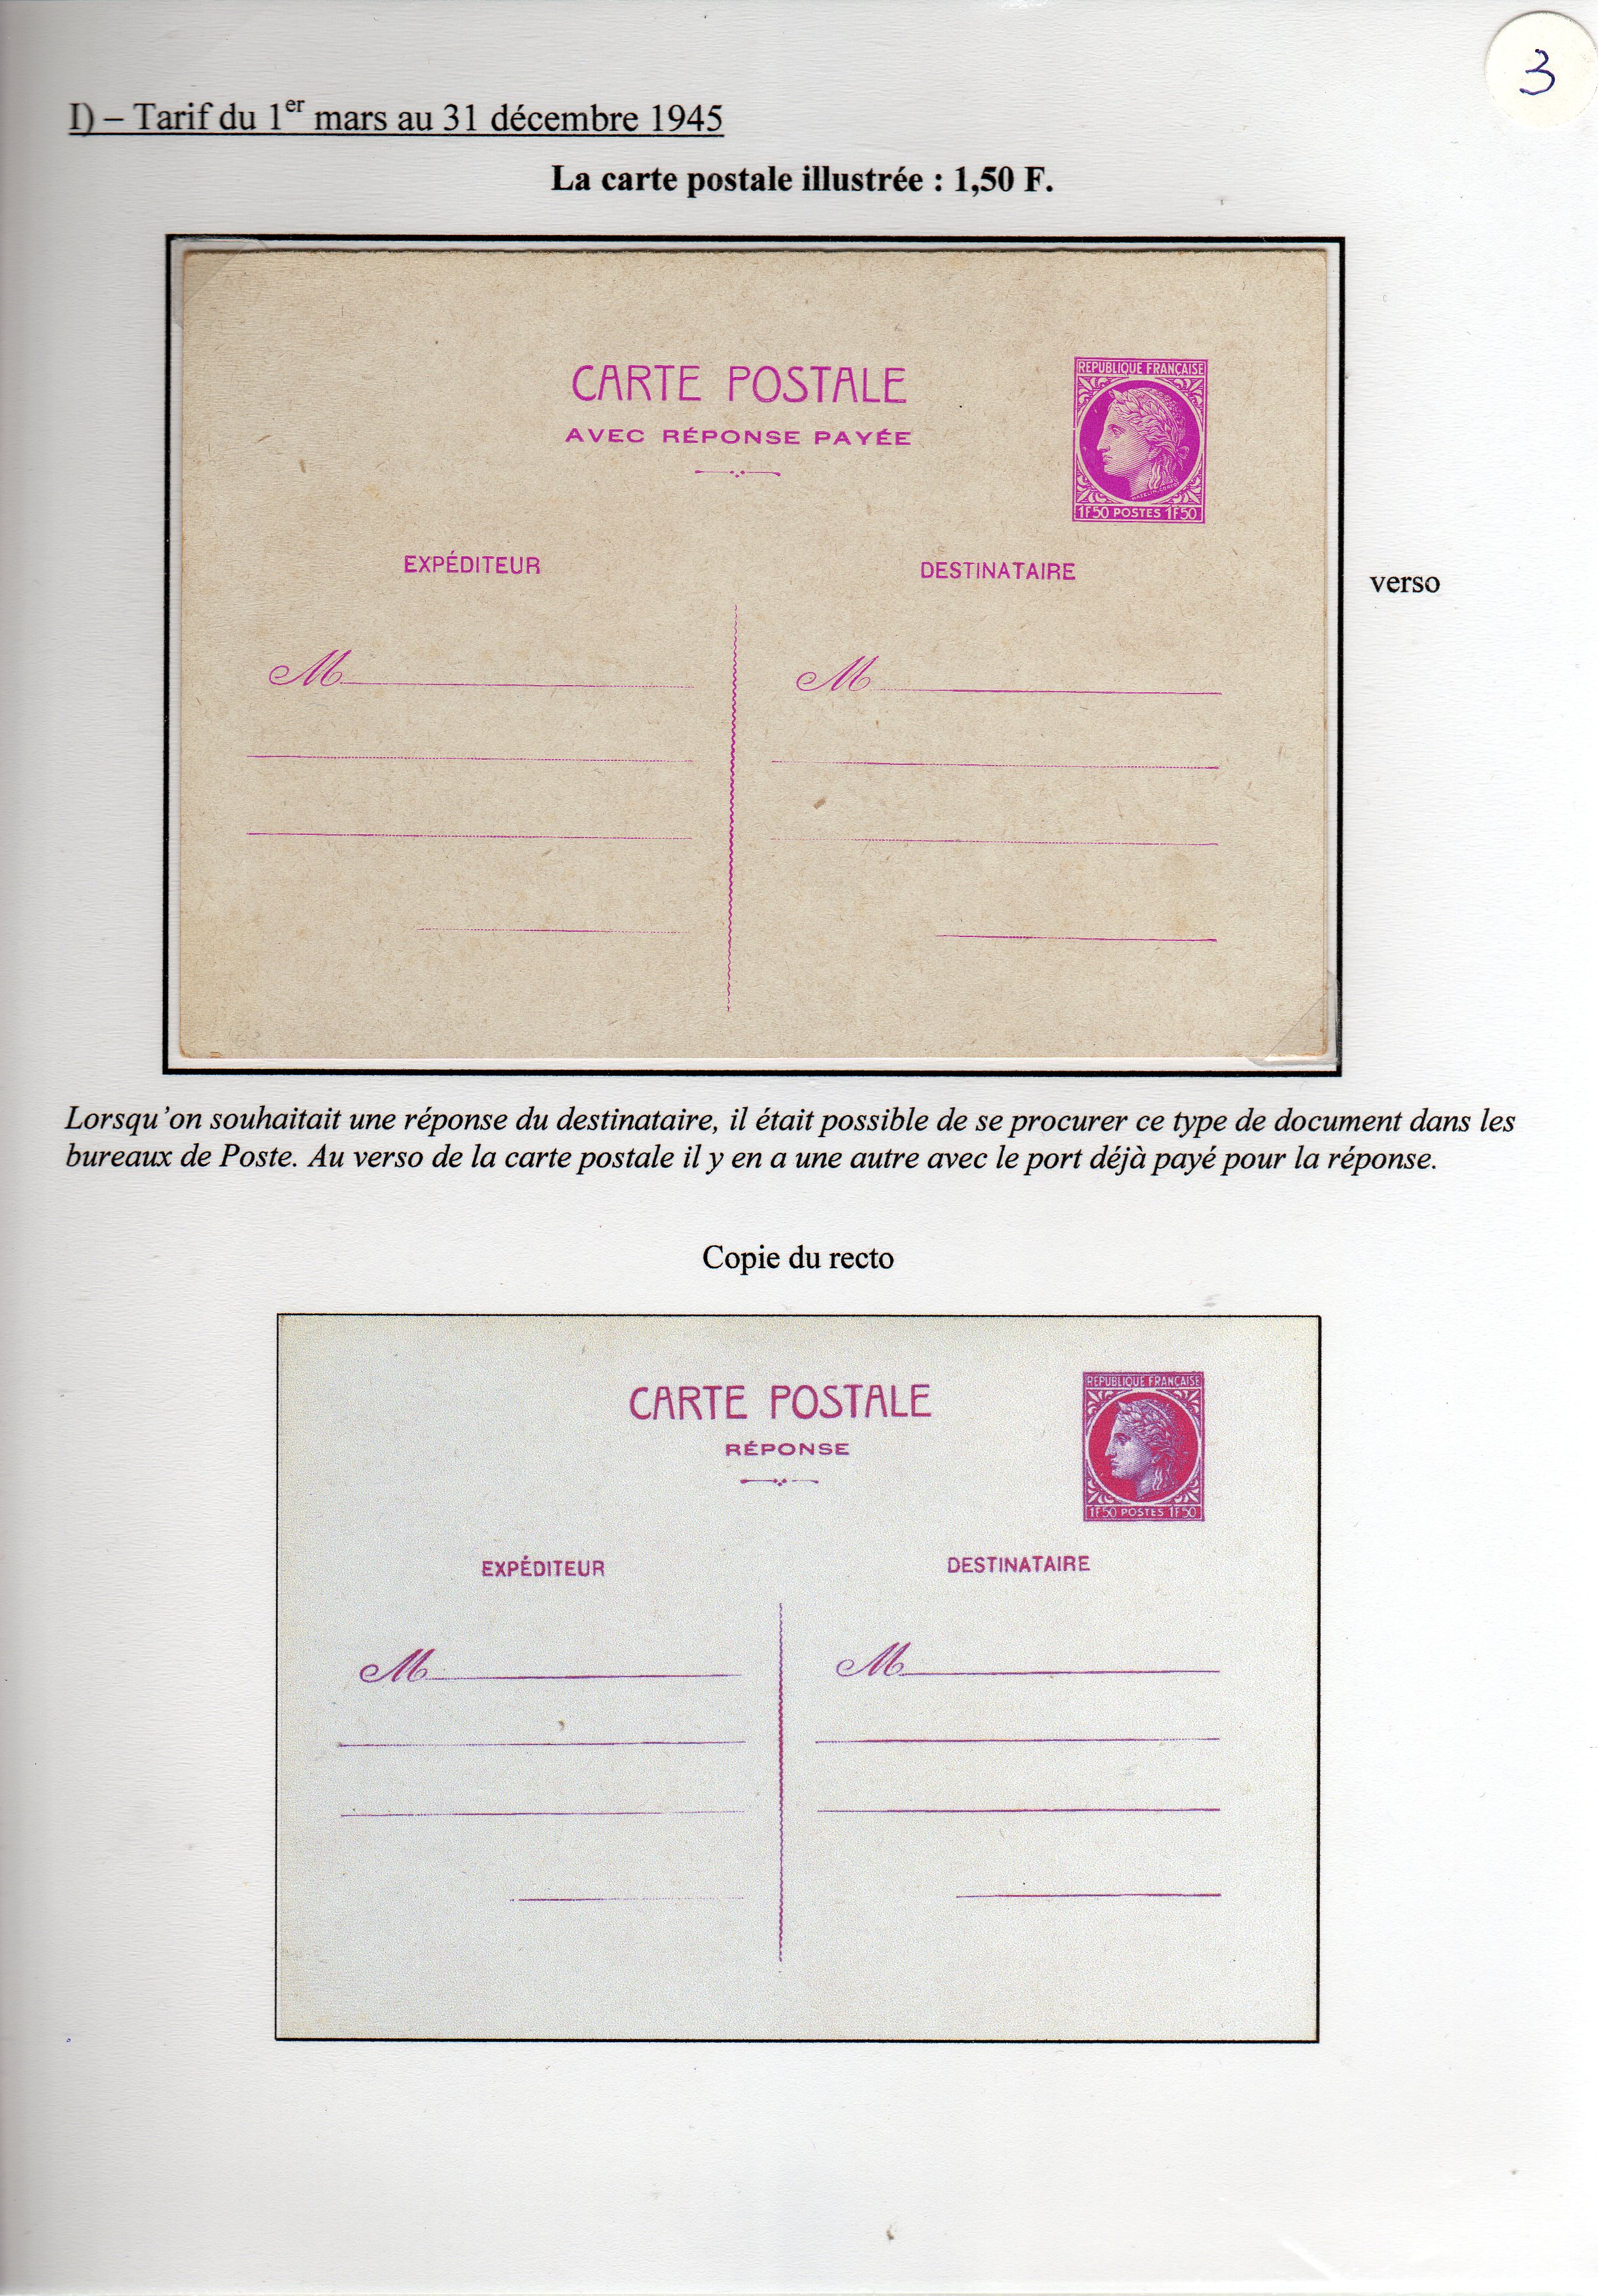 3
I) – Tarif du 1er mars au 31 décembre 1945
La carte postale illustrée : 1,50 F.
CARTE POSTALE
AVEC RÉPONSE PAYÉE
REPUBLIQUE FRANÇAISE
1F50 POSTES 1F50
EXPÉDITEUR
DESTINATAIRE
verso
M
M
Lorsqu'on souhaitait une réponse du destinataire, il était possible de se procurer ce type de document dans les
bureaux de Poste. Au verso de la carte postale il y en a une autre avec le port déjà payé pour la réponse.
Copie du recto
CARTE POSTALE
RÉPONSE
REPUBLIQUE FRANÇAISE
1F50 POSTES 1F50
EXPÉDITEUR
DESTINATAIRE
M
M